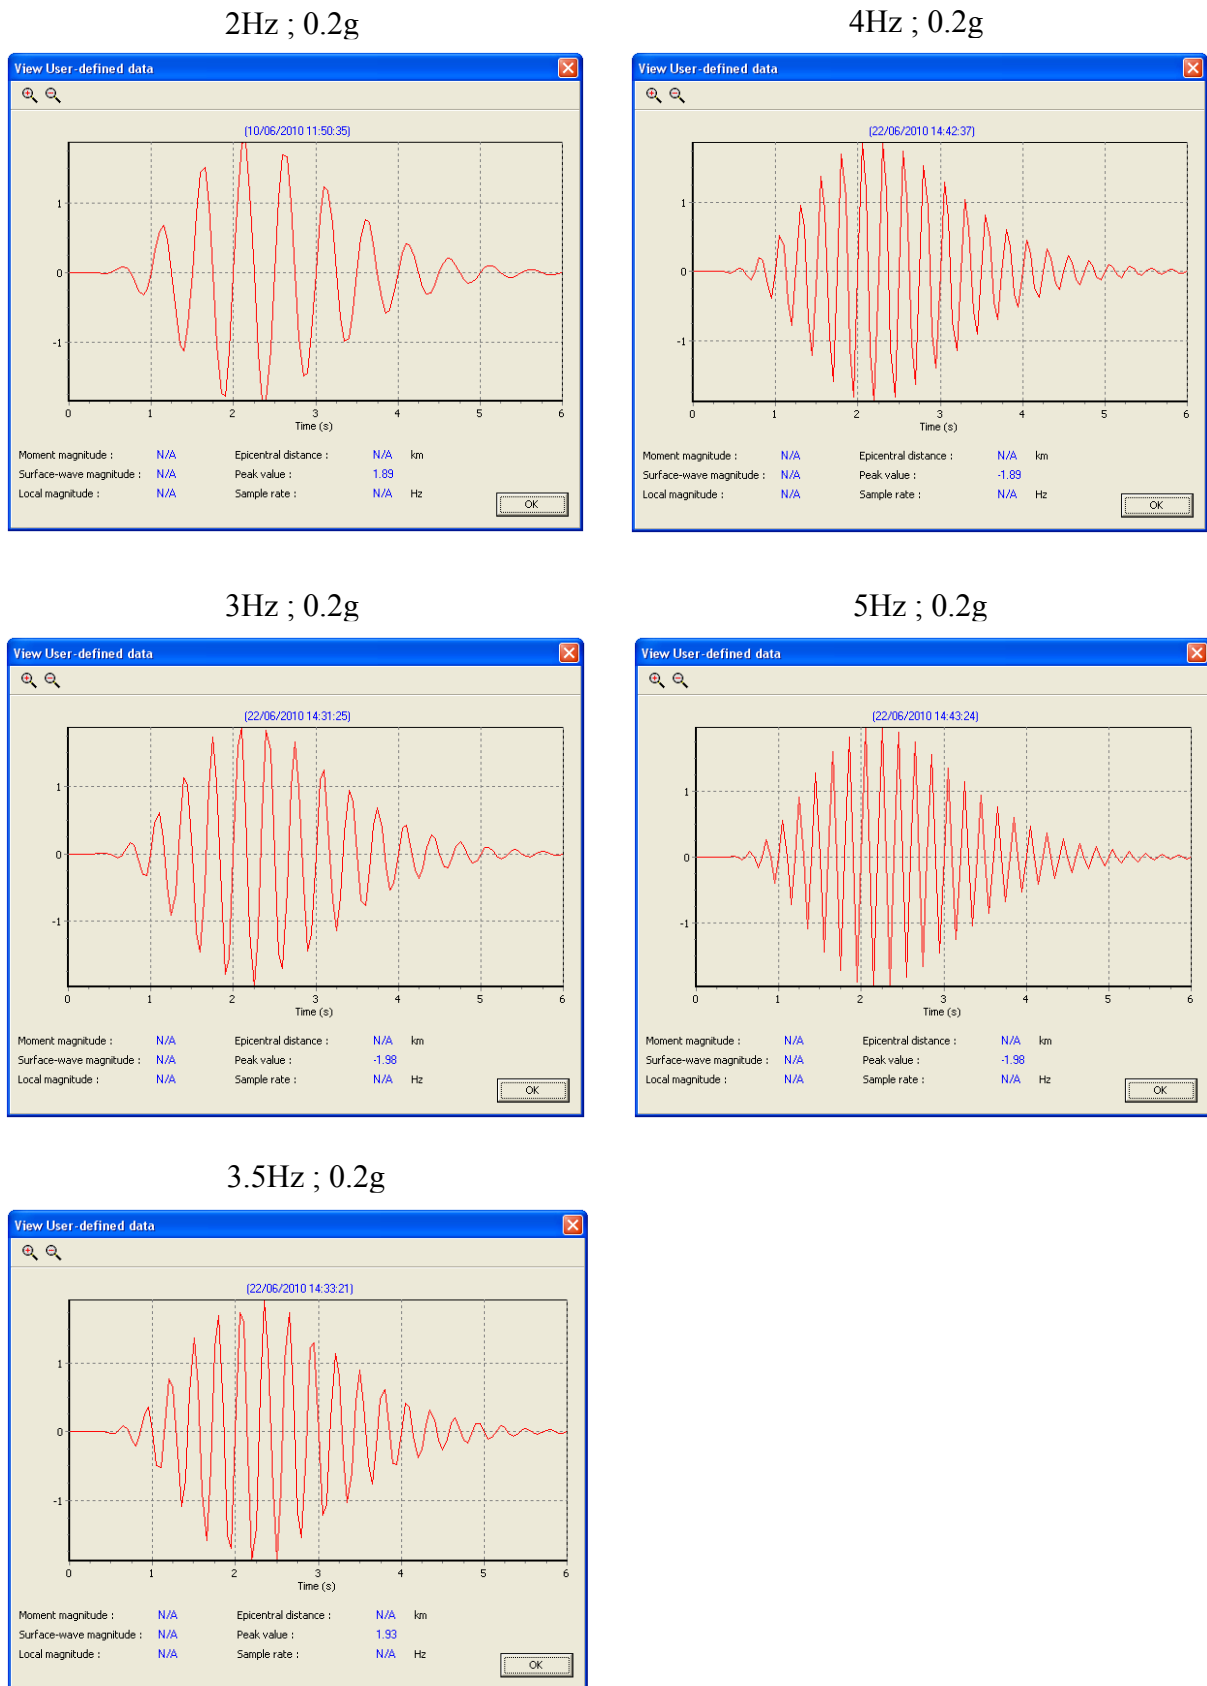 2Hz ; 0.2g
View User-defined data
(10/06/2010 11:50:35)
1
0
-1
0 1 2 3 4 5 6
Time (s)
Moment magnitude : N/A Epicentral distance : N/A km
Surface-wave magnitude : N/A Peak value : 1.89
Local magnitude : N/A Sample rate : N/A Hz
OK
4Hz ; 0.2g
View User-defined data
(22/06/2010 14:42:37)
1
0
-1
0 1 2 3 4 5 6
Time (s)
Moment magnitude : N/A Epicentral distance : N/A km
Surface-wave magnitude : N/A Peak value : -1.89
Local magnitude : N/A Sample rate : N/A Hz
OK
3Hz ; 0.2g
View User-defined data
(22/06/2010 14:31:25)
1
0
-1
0 1 2 3 4 5 6
Time (s)
Moment magnitude : N/A Epicentral distance : N/A km
Surface-wave magnitude : N/A Peak value : -1.98
Local magnitude : N/A Sample rate : N/A Hz
OK
5Hz ; 0.2g
View User-defined data
(22/06/2010 14:43:24)
1
0
-1
0 1 2 3 4 5 6
Time (s)
Moment magnitude : N/A Epicentral distance : N/A km
Surface-wave magnitude : N/A Peak value : -1.98
Local magnitude : N/A Sample rate : N/A Hz
OK
3.5Hz ; 0.2g
View User-defined data
(22/06/2010 14:33:21)
1
0
-1
0 1 2 3 4 5 6
Time (s)
Moment magnitude : N/A Epicentral distance : N/A km
Surface-wave magnitude : N/A Peak value : 1.93
Local magnitude : N/A Sample rate : N/A Hz
OK